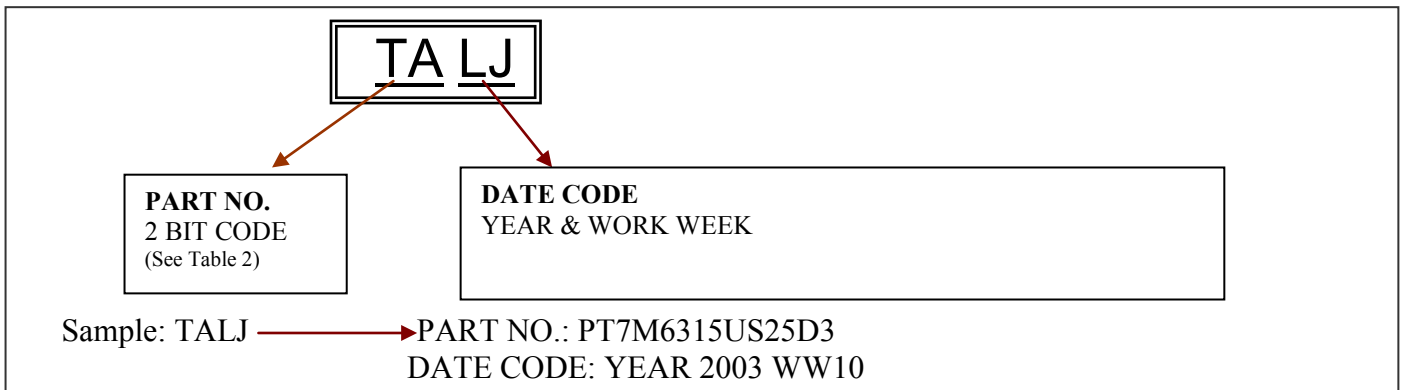 TA LJ
PART NO.
2 BIT CODE
(See Table 2)
DATE CODE
YEAR & WORK WEEK
Sample: TALJ PART NO.: PT7M6315US25D3
DATE CODE: YEAR 2003 WW10